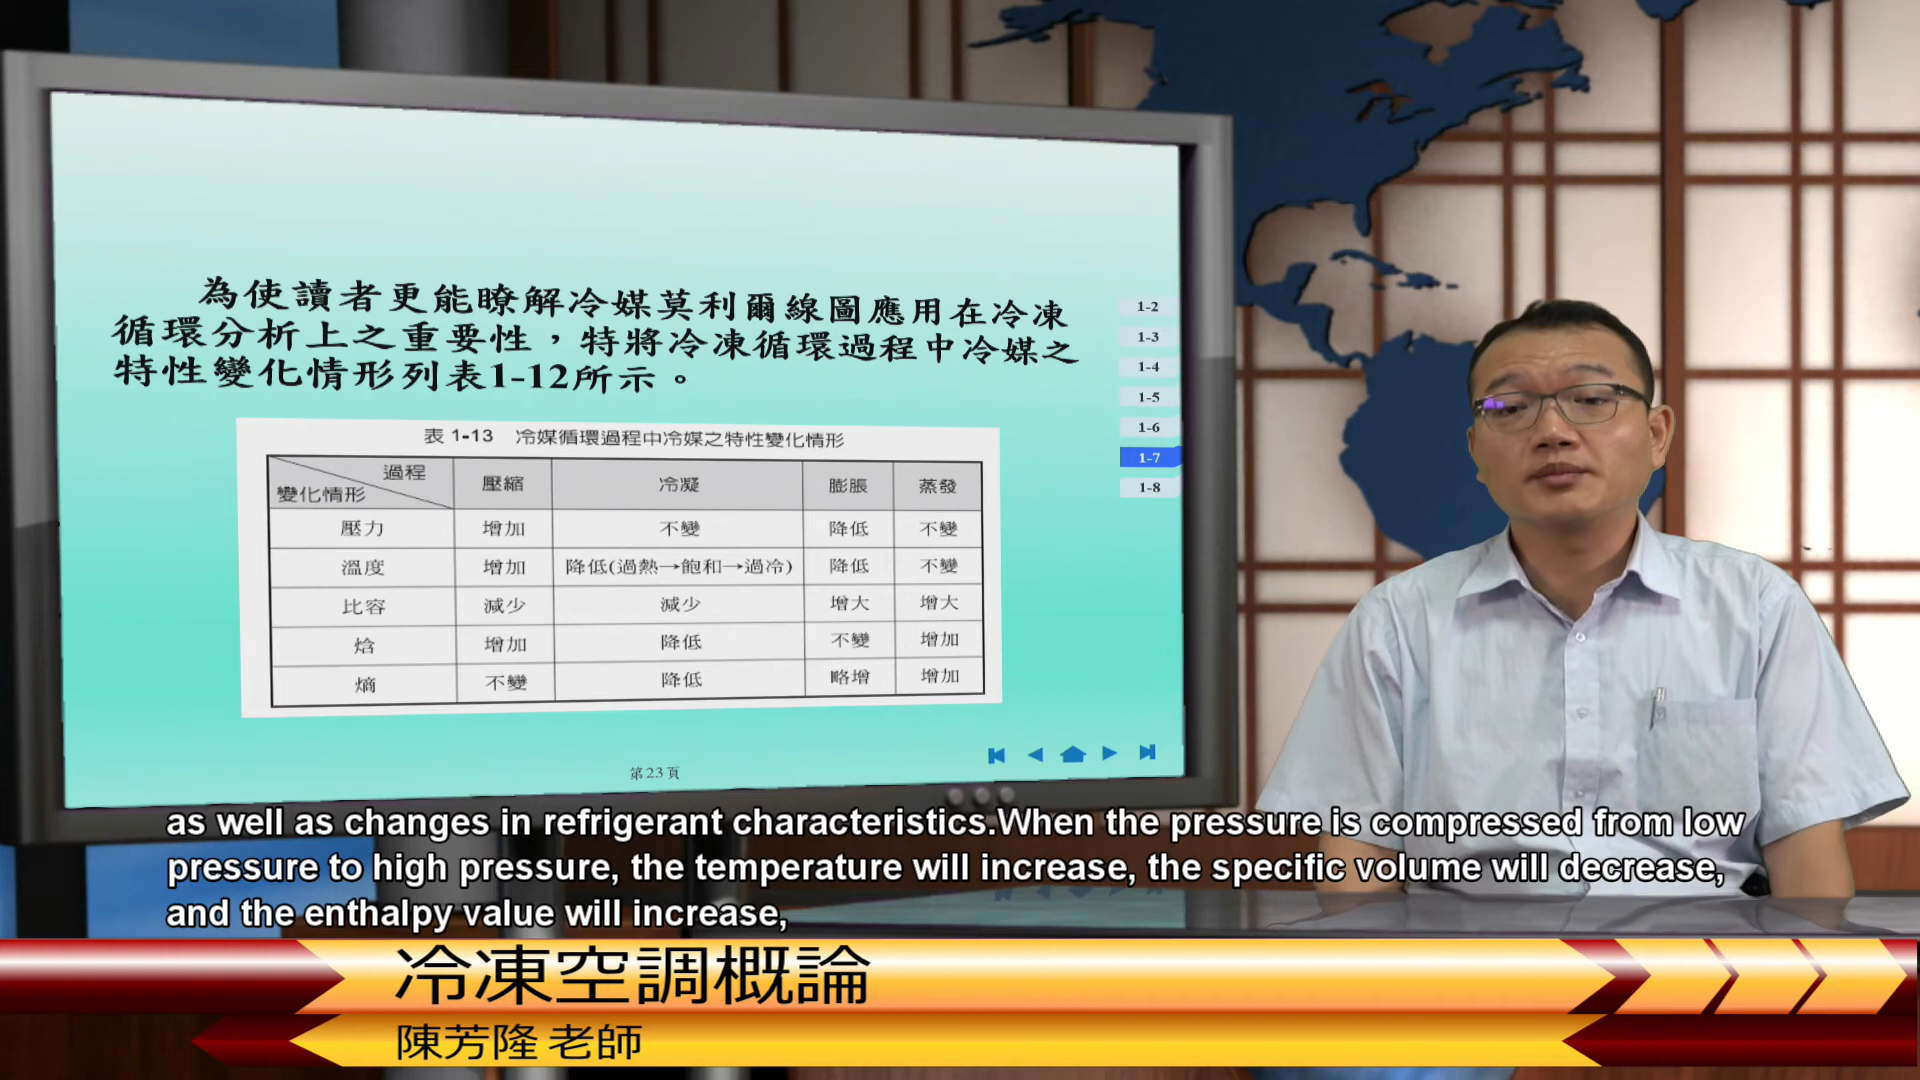 為使讀者更能瞭解冷媒莫利爾線圖應用在冷凍
循環分析上之重要性，特將冷凍循環過程中冷媒之
特性變化情形列表1-12所示。
表 1-13 冷媒循環過程中冷媒之特性變化情形
過程 變化情形 壓縮 冷凝 膨脹 蒸發
壓力 增加 不變 降低 不變
溫度 增加 降低(過熱→飽和→過冷) 降低 不變
比容 減少 減少 增大 增大
焓 增加 降低 不變 增加
熵 不變 降低 略增 增加
第23頁
1-2
1-3
1-4
1-5
1-6
1-7
1-8
as well as changes in refrigerant characteristics.When the pressure is compressed from low
pressure to high pressure, the temperature will increase, the specific volume will decrease,
and the enthalpy value will increase,
冷凍空調概論
陳芳隆 老師